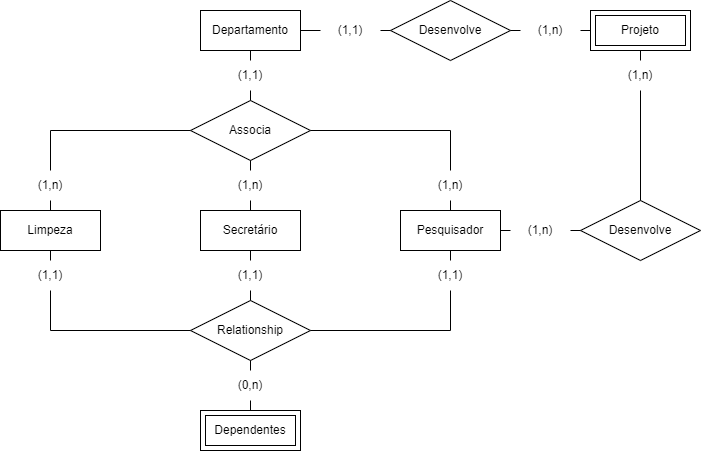 Departamento
(1,1)
Desenvolve
(1,n)
Projeto
(1,1)
(1,n)
Associa
(1,n)
(1,n)
(1,n)
Limpeza
Secretário
Pesquisador
(1,n)
Desenvolve
(1,1)
(1,1)
(1,1)
Relationship
(0,n)
Dependentes